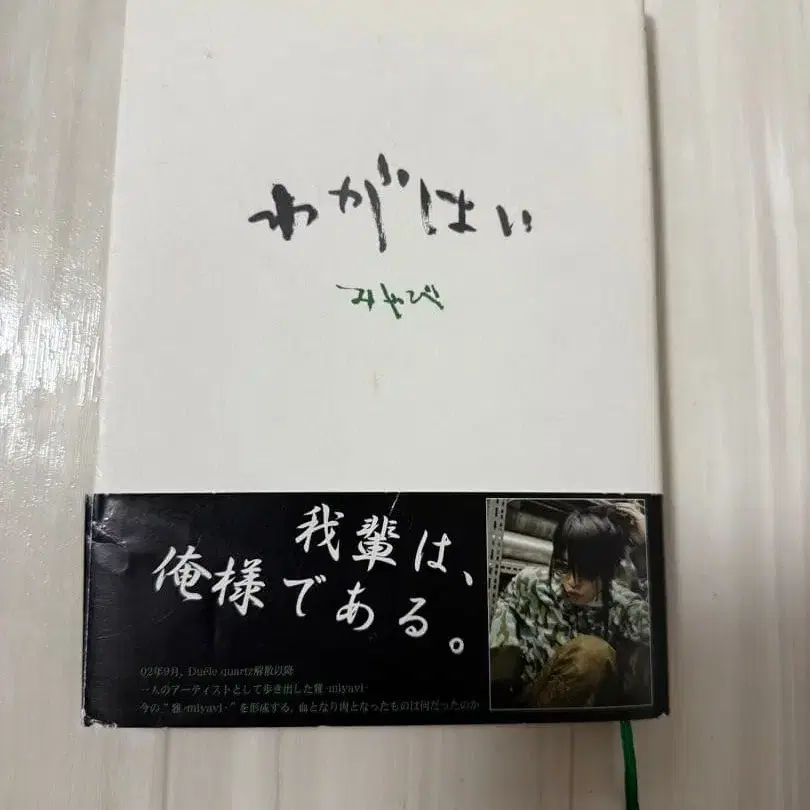 わがはい
みやび
我輩は、
俺様である。
02年9月, Duéle quartz解散以降
一人のアーティストとして歩き出した雅-miyavi-
今の"雅-miyavi-"を形成する、血となり肉となったものは何だったのか